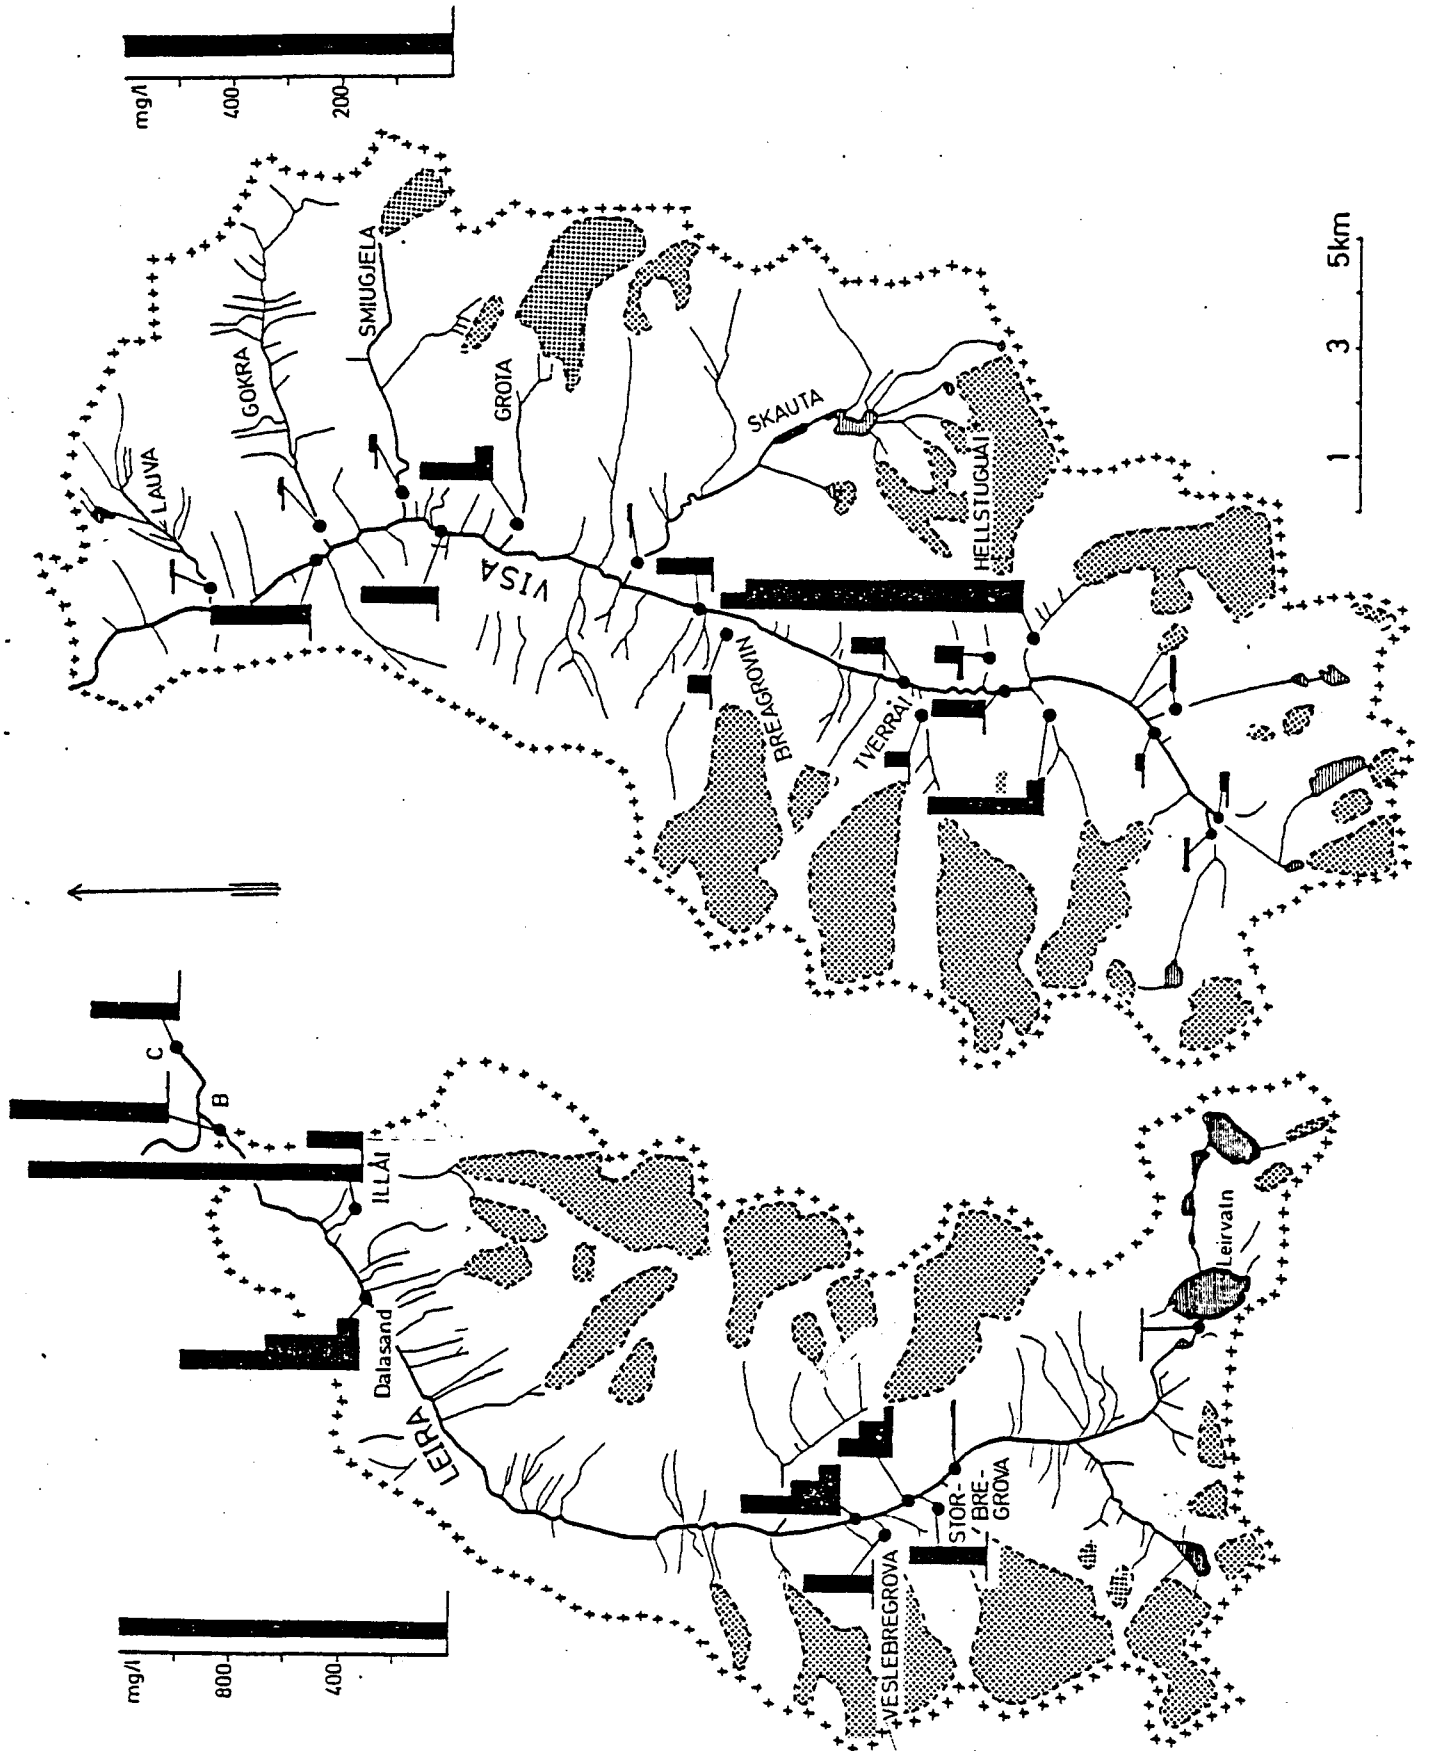 mg/l
400
200
LAUVA
GOKRA
SMIUGJELA
GROTA
VISA
SKAUTA
BREAGROVIN
HELLSTUGUÅI
TVERRÅI
5km
3
1
C
B
ILLÅI
Dalasand
LEIRA
Leirvatn
STOR-
BRE-
GROVA
VESLEBREGROVA
mg/l
800
400